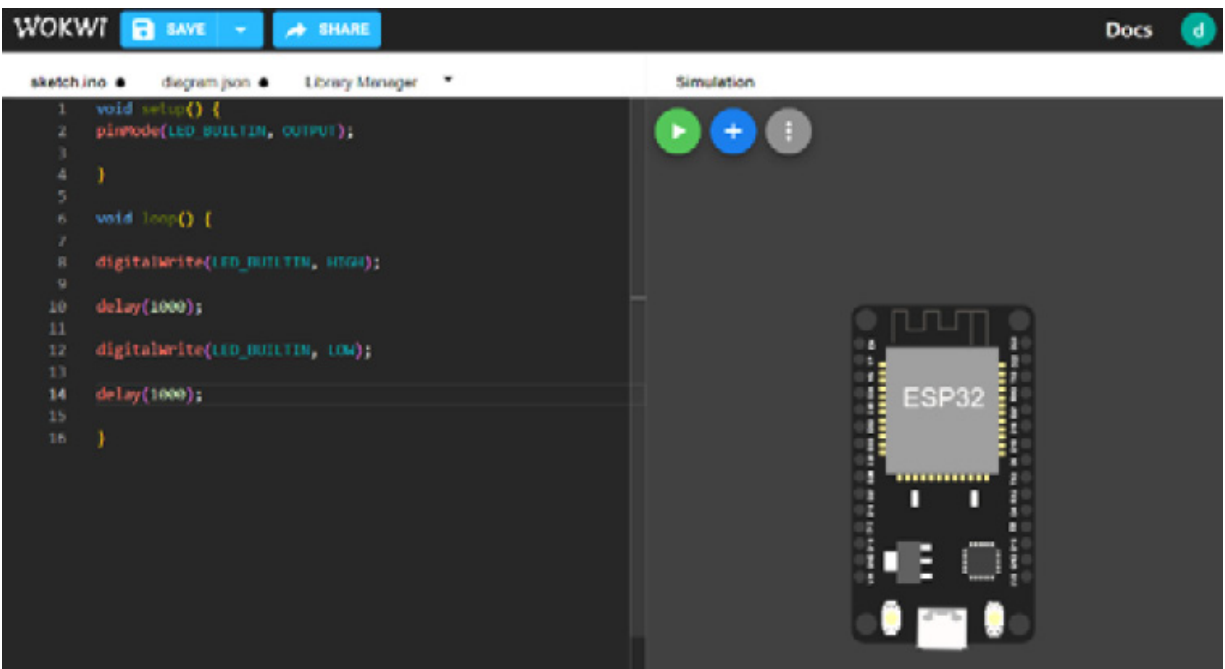 WOKWI SAVE SHARE Docs d
sketch.ino diagram.json Library Manager
Simulation
1 void setup() {
2 pinMode(LED_BUILTIN, OUTPUT);
3
4 }
5
6 void loop() {
7
8 digitalWrite(LED_BUILTIN, HIGH);
9
10 delay(1000);
11
12 digitalWrite(LED_BUILTIN, LOW);
13
14 delay(1000);
15
16 }
ESP32